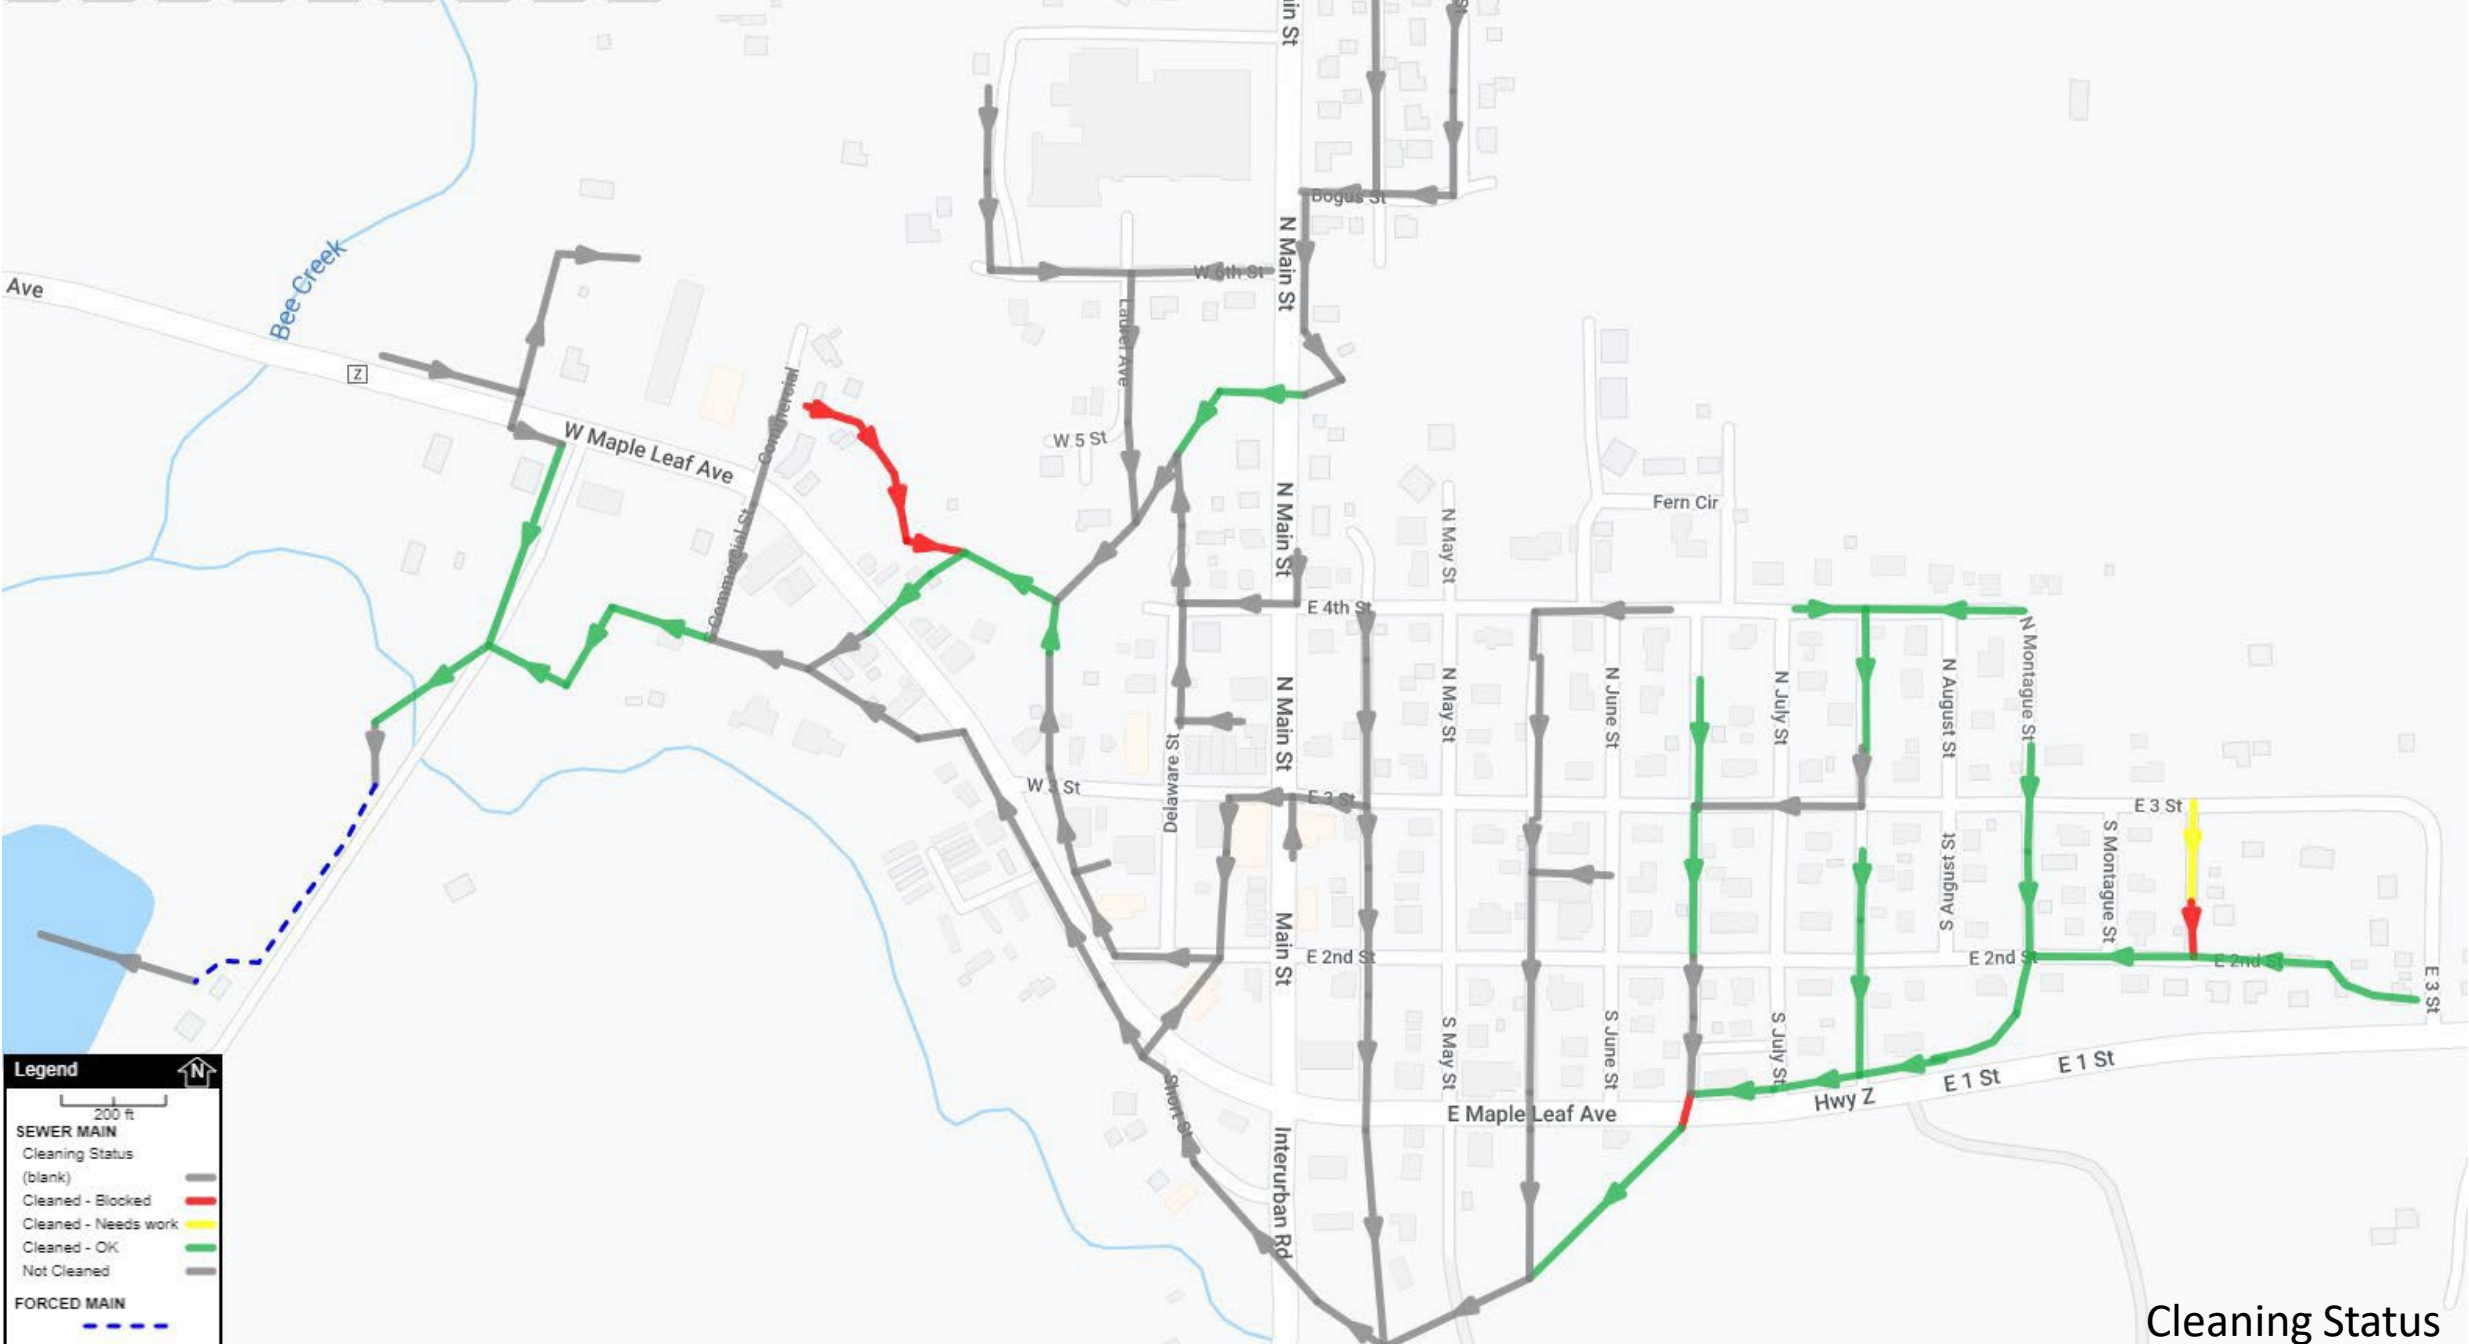 in St
St
Bogus St
N Main St
W 6th St
Bee Creek
Ave
Z
Laurel Ave
Commercial
W Maple Leaf Ave
W 5 St
N Main St
N May St
Fern Cir
Commercial St
E 4th St
N Montague St
N Main St
N May St
N June St
N July St
N August St
Delaware St
W 3 St
E 3 St
E 3 St
S August St
S Montague St
Main St
E 2nd St
E 2nd St
E 2nd St
E 3 St
S May St
S June St
S July St
Short St
E 1 St
E 1 St
Hwy Z
E Maple Leaf Ave
Interurban Rd
Legend
N
200 ft
SEWER MAIN
Cleaning Status
(blank)
Cleaned - Blocked
Cleaned - Needs work
Cleaned - OK
Not Cleaned
FORCED MAIN
Cleaning Status